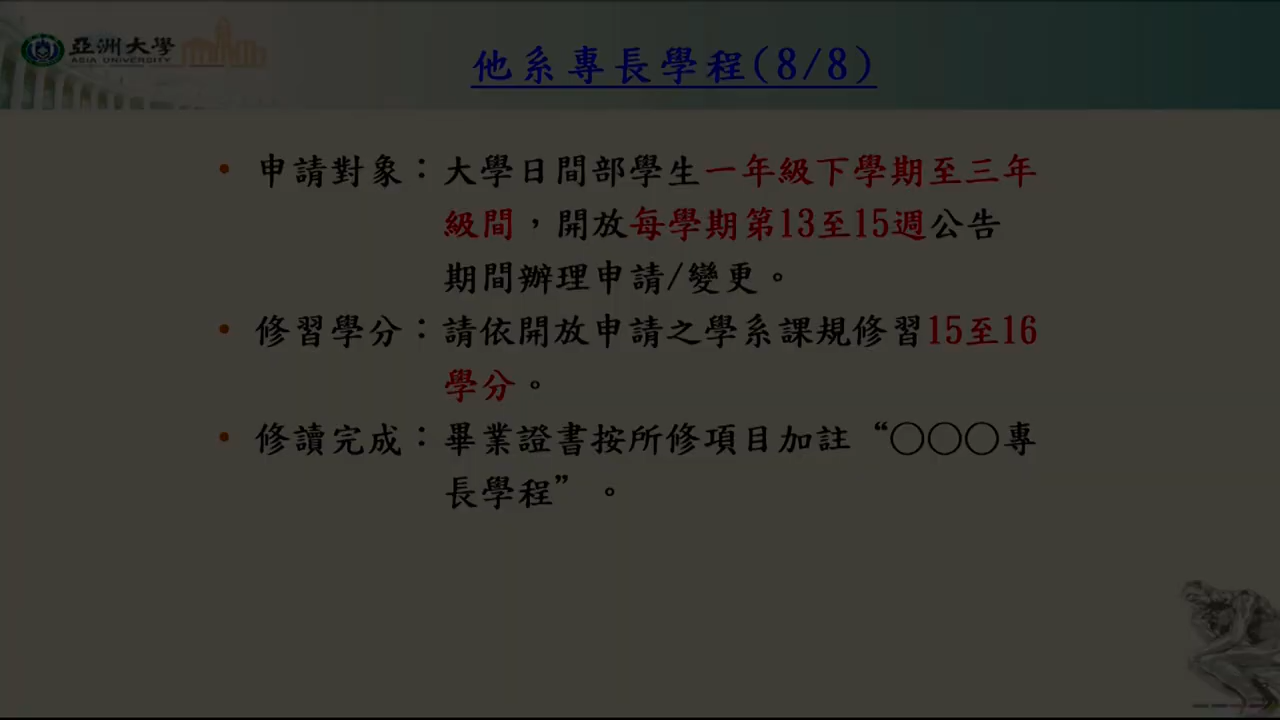 亞洲大學
ASIA UNIVERSITY
他系專長學程(8/8)
• 申請對象：大學日間部學生一年級下學期至三年
級間，開放每學期第13至15週公告
期間辦理申請/變更。
• 修習學分：請依開放申請之學系課規修習15至16
學分。
• 修讀完成：畢業證書按所修項目加註“○○○專
長學程”。